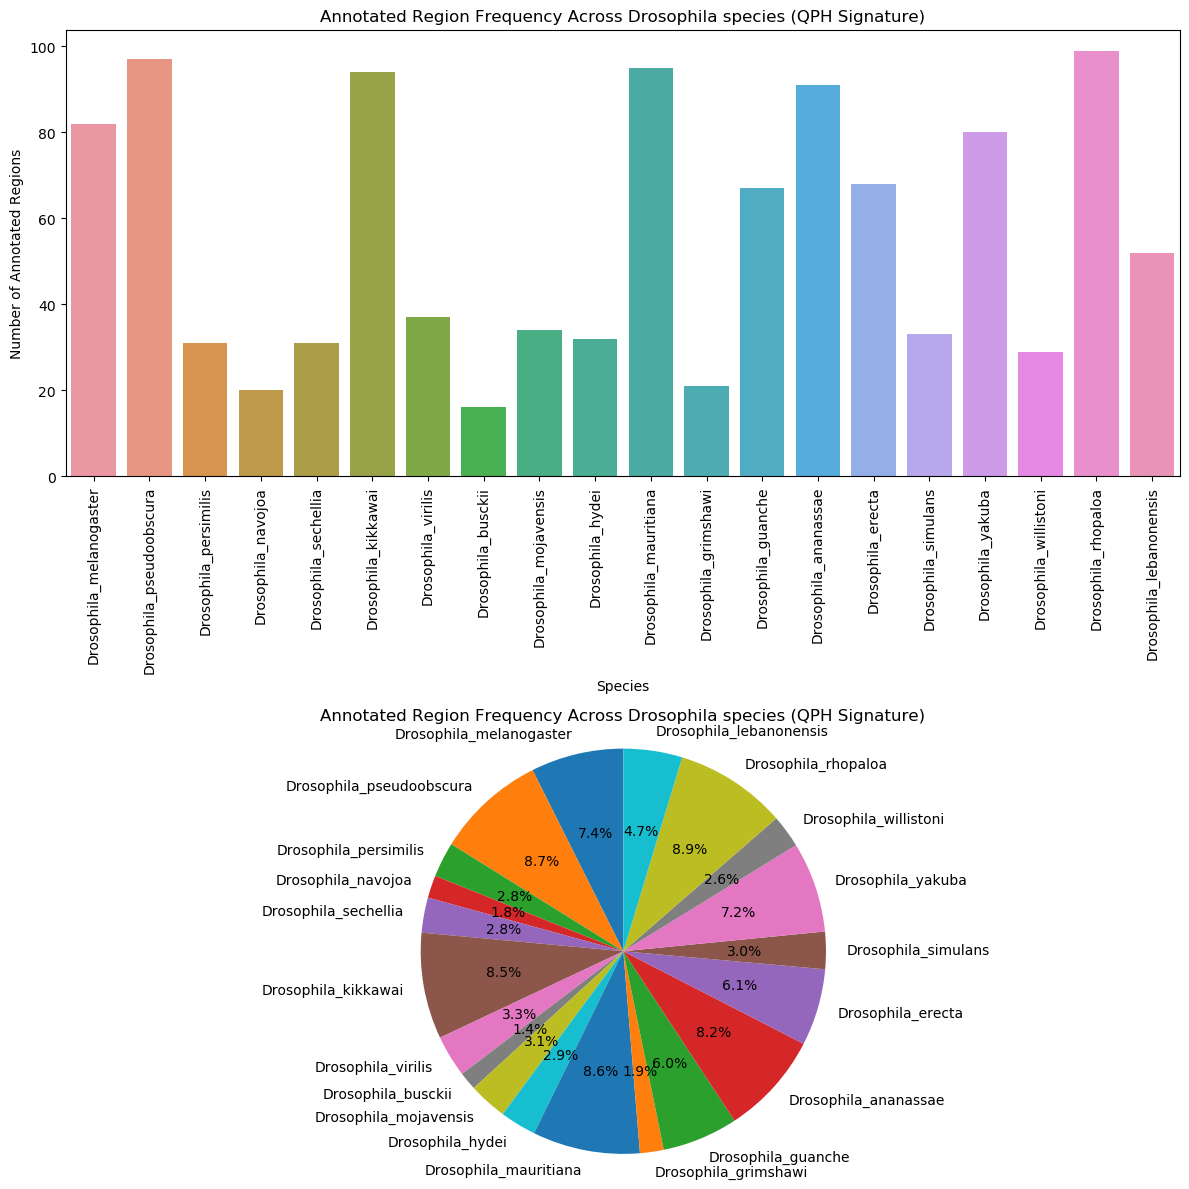 Annotated Region Frequency Across Drosophila species (QPH Signature)
Number of Annotated Regions
100
80
60
40
20
0
Drosophila_melanogaster
Drosophila_pseudoobscura
Drosophila_persimilis
Drosophila_navojoa
Drosophila_sechellia
Drosophila_kikkawai
Drosophila_virilis
Drosophila_busckii
Drosophila_mojavensis
Drosophila_hydei
Drosophila_mauritiana
Drosophila_grimshawi
Drosophila_guanche
Drosophila_ananassae
Drosophila_erecta
Drosophila_simulans
Drosophila_yakuba
Drosophila_willistoni
Drosophila_rhopaloa
Drosophila_lebanonensis
Species
Annotated Region Frequency Across Drosophila species (QPH Signature)
Drosophila_melanogaster
7.4%
Drosophila_pseudoobscura
8.7%
Drosophila_persimilis
2.8%
Drosophila_navojoa
1.8%
Drosophila_sechellia
2.8%
Drosophila_kikkawai
8.5%
Drosophila_virilis
3.3%
Drosophila_busckii
1.4%
Drosophila_mojavensis
3.1%
Drosophila_hydei
2.9%
Drosophila_mauritiana
8.6%
Drosophila_grimshawi
1.9%
Drosophila_guanche
6.0%
Drosophila_ananassae
8.2%
Drosophila_erecta
6.1%
Drosophila_simulans
3.0%
Drosophila_yakuba
7.2%
Drosophila_willistoni
2.6%
Drosophila_rhopaloa
8.9%
Drosophila_lebanonensis
4.7%